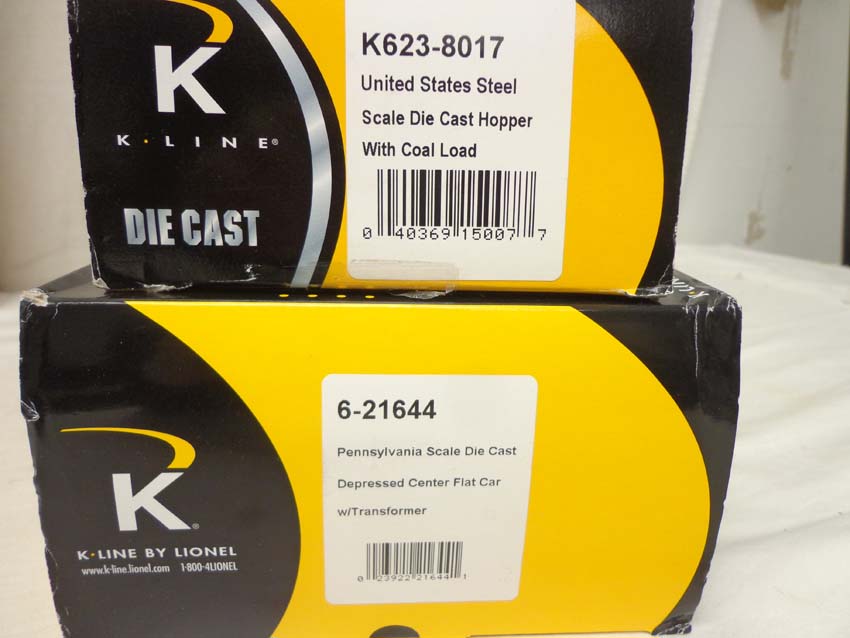 K
K·LINE®
DIE CAST
K623-8017
United States Steel
Scale Die Cast Hopper
With Coal Load
0 40369 15007 7
K·LIN
6-21644
Pennsylvania Scale Die Cast
Depressed Center Flat Car
w/Transformer
0 23922 21644 1
K®
K·LINE BY LIONEL
www.k-line.lionel.com 1-800-4LIONEL